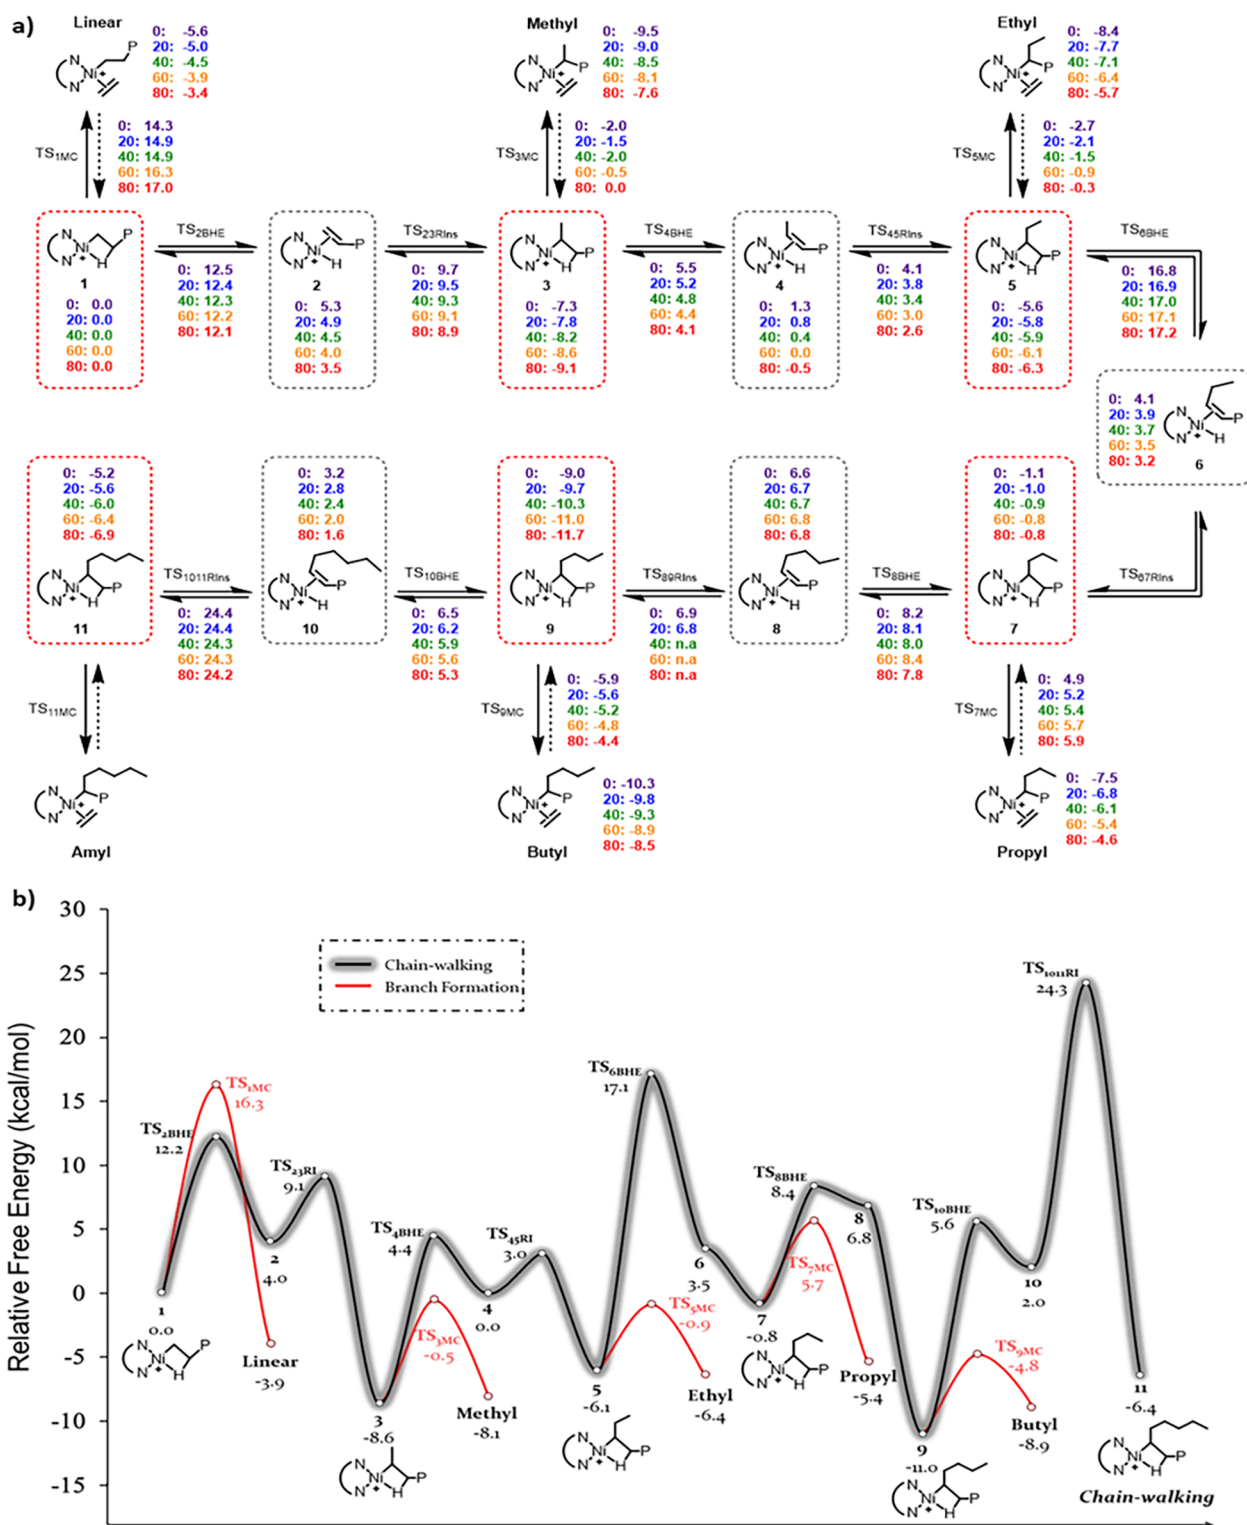 a)
Linear
0: -5.6
20: -5.0
40: -4.5
60: -3.9
80: -3.4
Methyl
0: -9.5
20: -9.0
40: -8.5
60: -8.1
80: -7.6
Ethyl
0: -8.4
20: -7.7
40: -7.1
60: -6.4
80: -5.7
N N Ni + P
N N Ni + P
N N Ni + P
TS1MC
0: 14.3
20: 14.9
40: 14.9
60: 16.3
80: 17.0
TS3MC
0: -2.0
20: -1.5
40: -2.0
60: -0.5
80: 0.0
TS5MC
0: -2.7
20: -2.1
40: -1.5
60: -0.9
80: -0.3
N N Ni + H P
1
0: 0.0
20: 0.0
40: 0.0
60: 0.0
80: 0.0
TS2BHE
0: 12.5
20: 12.4
40: 12.3
60: 12.2
80: 12.1
N N Ni + H P
2
0: 5.3
20: 4.9
40: 4.5
60: 4.0
80: 3.5
TS23RIns
0: 9.7
20: 9.5
40: 9.3
60: 9.1
80: 8.9
N N Ni + H P
3
0: -7.3
20: -7.8
40: -8.2
60: -8.6
80: -9.1
TS4BHE
0: 5.5
20: 5.2
40: 4.8
60: 4.4
80: 4.1
N N Ni + H P
4
0: 1.3
20: 0.8
40: 0.4
60: 0.0
80: -0.5
TS45RIns
0: 4.1
20: 3.8
40: 3.4
60: 3.0
80: 2.6
N N Ni + H P
5
0: -5.6
20: -5.8
40: -5.9
60: -6.1
80: -6.3
TS6BHE
0: 16.8
20: 16.9
40: 17.0
60: 17.1
80: 17.2
0: 4.1
20: 3.9
40: 3.7
60: 3.5
80: 3.2
N N Ni + H P
6
0: -5.2
20: -5.6
40: -6.0
60: -6.4
80: -6.9
N N Ni + H P
11
TS1011RIns
0: 24.4
20: 24.4
40: 24.3
60: 24.3
80: 24.2
0: 3.2
20: 2.8
40: 2.4
60: 2.0
80: 1.6
N N Ni + H P
10
TS10BHE
0: 6.5
20: 6.2
40: 5.9
60: 5.6
80: 5.3
0: -9.0
20: -9.7
40: -10.3
60: -11.0
80: -11.7
N N Ni + H P
9
TS89RIns
0: 6.9
20: 6.8
40: n.a
60: n.a
80: n.a
0: 6.6
20: 6.7
40: 6.7
60: 6.8
80: 6.8
N N Ni + H P
8
TS8BHE
0: 8.2
20: 8.1
40: 8.0
60: 8.4
80: 7.8
0: -1.1
20: -1.0
40: -0.9
60: -0.8
80: -0.8
N N Ni + H P
7
TS67RIns
TS11MC
TS9MC
0: -5.9
20: -5.6
40: -5.2
60: -4.8
80: -4.4
TS7MC
0: 4.9
20: 5.2
40: 5.4
60: 5.7
80: 5.9
N N Ni + P
Amyl
N N Ni + P
0: -10.3
20: -9.8
40: -9.3
60: -8.9
80: -8.5
Butyl
N N Ni + P
0: -7.5
20: -6.8
40: -6.1
60: -5.4
80: -4.6
Propyl
b)
Relative Free Energy (kcal/mol)
30
25
20
15
10
5
0
-5
-10
-15
Chain-walking
Branch Formation
1
0.0
N N Ni + H P
TS2BHE
12.2
TS1MC
16.3
2
4.0
Linear
-3.9
TS23RI
9.1
3
-8.6
N N Ni + H P
TS4BHE
4.4
TS3MC
-0.5
4
0.0
Methyl
-8.1
TS45RI
3.0
5
-6.1
N N Ni + H P
TS6BHE
17.1
TS5MC
-0.9
6
3.5
Ethyl
-6.4
7
-0.8
N N Ni + H P
TS8BHE
8.4
TS7MC
5.7
8
6.8
Propyl
-5.4
9
-11.0
N N Ni + H P
TS10BHE
5.6
TS9MC
-4.8
10
2.0
Butyl
-8.9
TS1011RI
24.3
11
-6.4
N N Ni + H P
Chain-walking